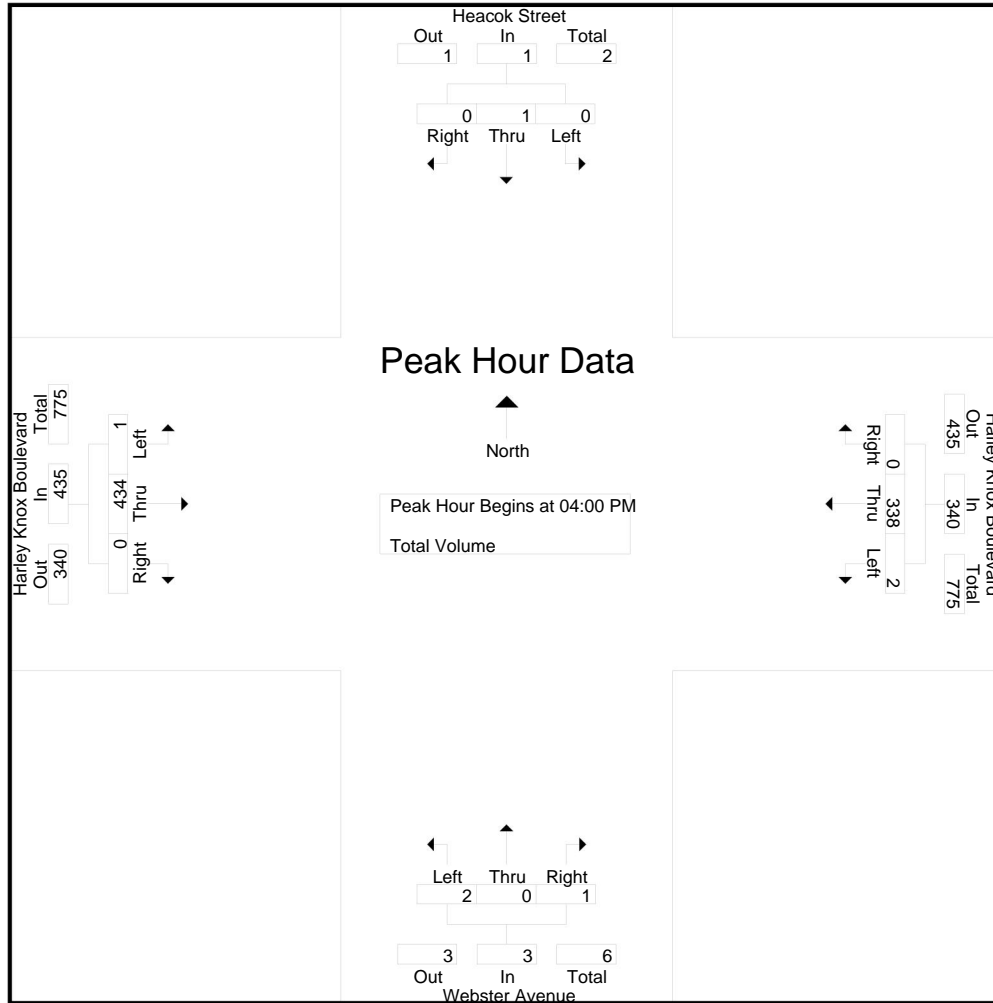 Heacok Street
Out In Total
1 1 2
0 1 0
Right Thru Left
Peak Hour Data
North
Peak Hour Begins at 04:00 PM
Total Volume
Harley Knox Boulevard
Out In Total
340 435 775
0 434 1
Right Thru Left
Harley Knox Boulevard
Out In Total
435 340 775
0 338 2
Right Thru Left
Left Thru Right
2 0 1
3 3 6
Out In Total
Webster Avenue